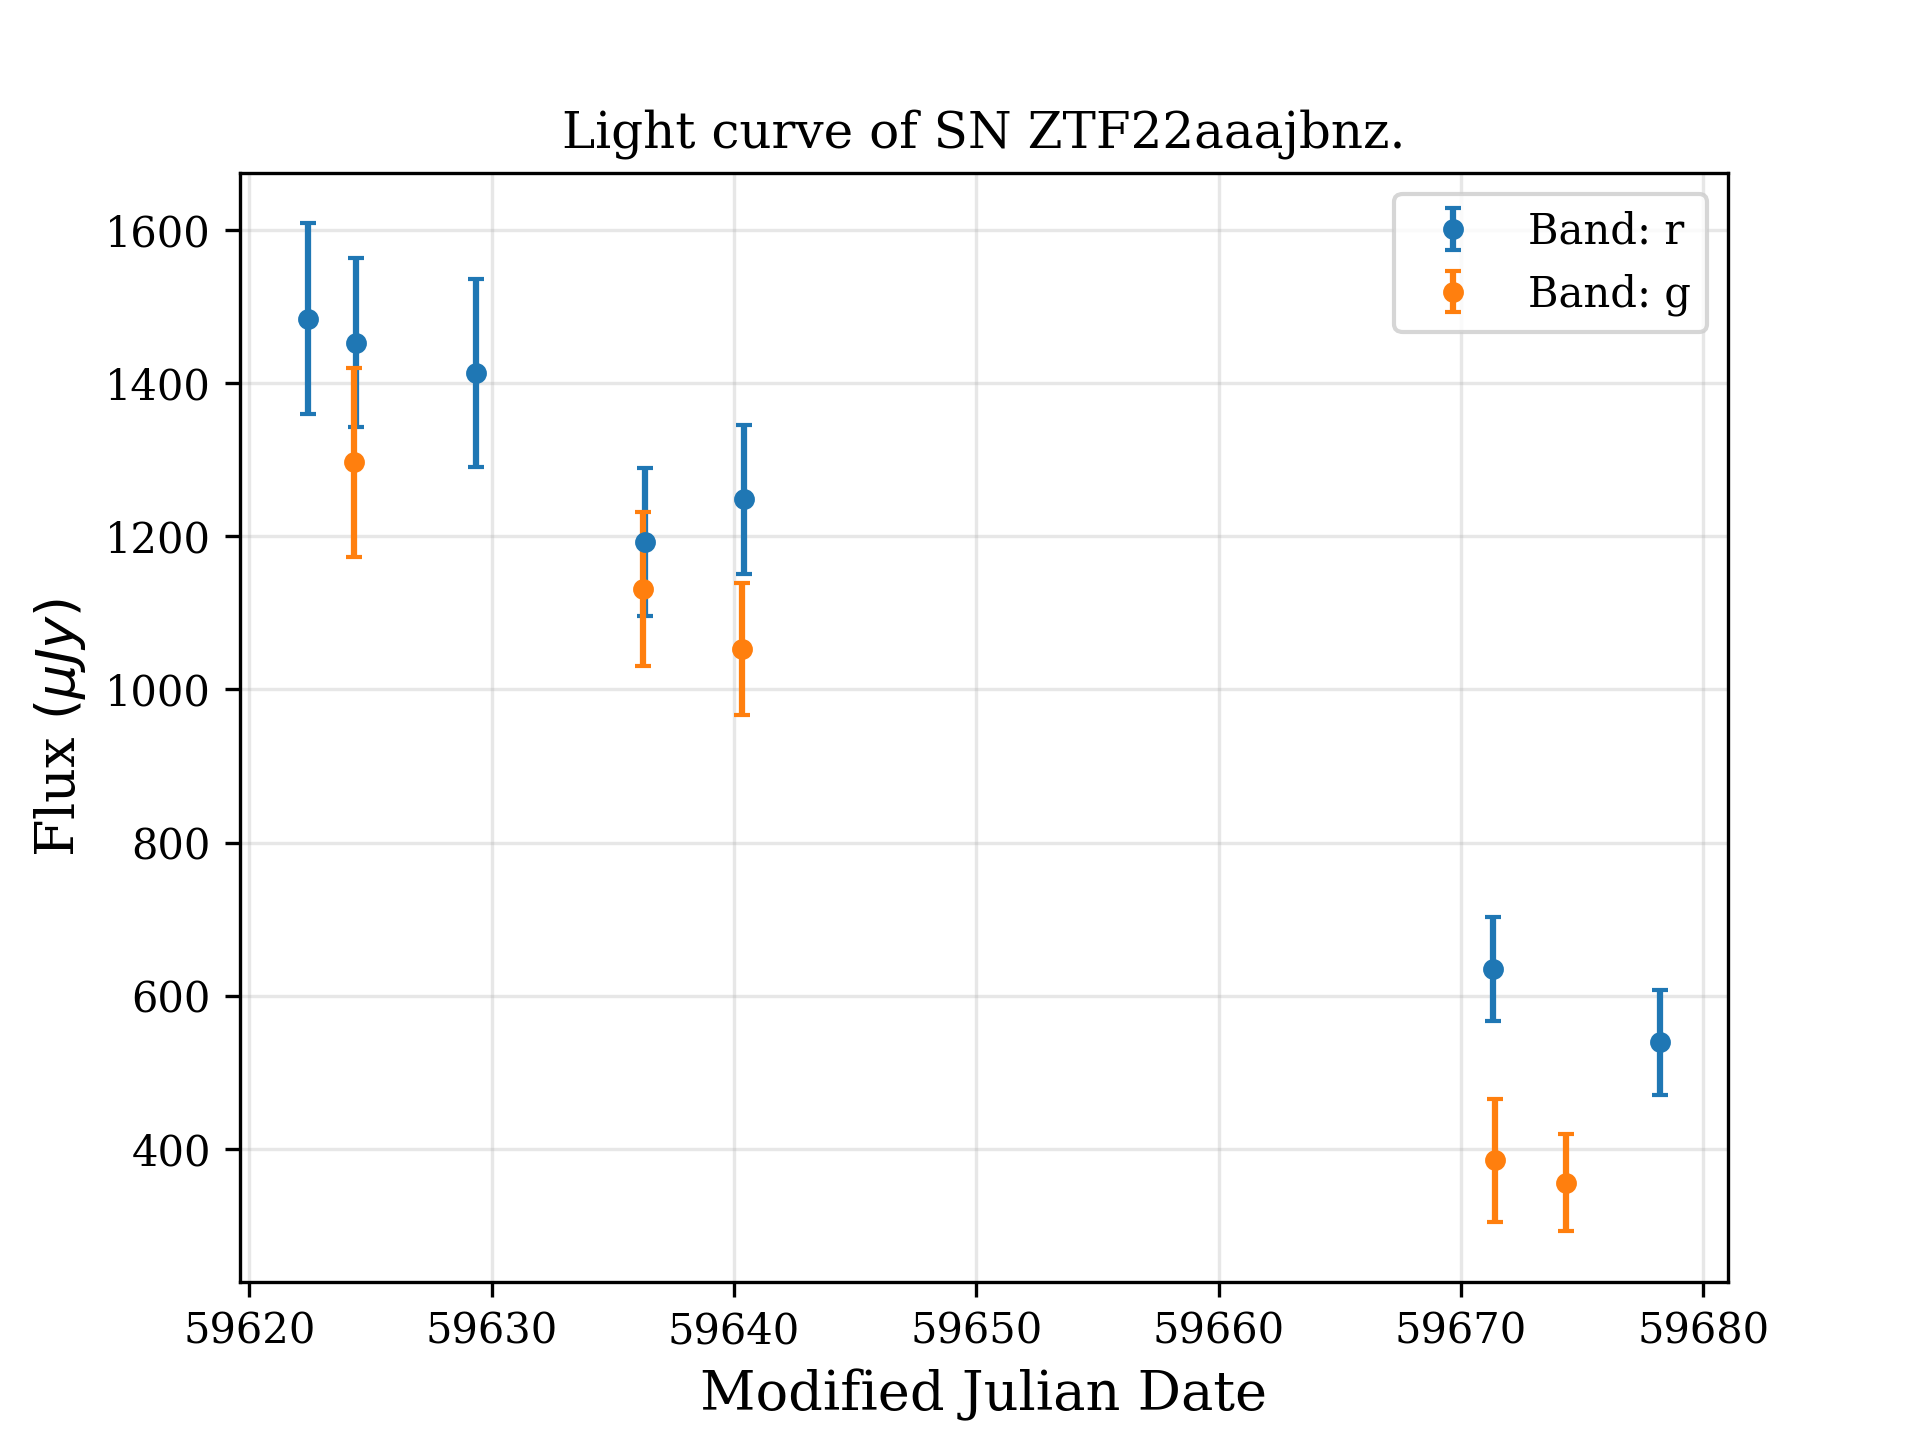 Light curve of SN ZTF22aaajbnz.
Band: r
Band: g
1600
1400
1200
1000
800
600
400
Flux (μJy)
59620 59630 59640 59650 59660 59670 59680
Modified Julian Date